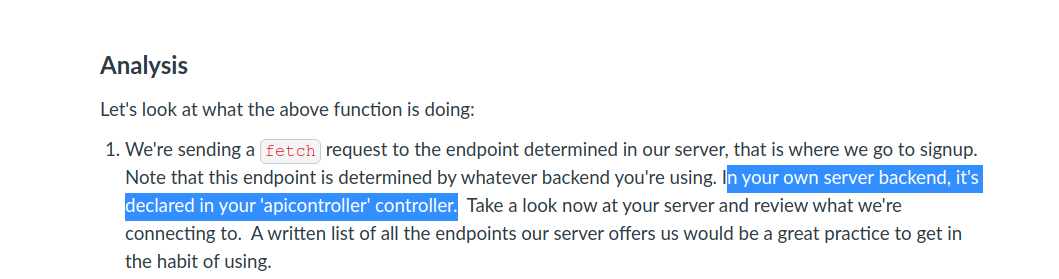 Analysis
Let's look at what the above function is doing:
1. We're sending a fetch request to the endpoint determined in our server, that is where we go to signup.
Note that this endpoint is determined by whatever backend you're using. In your own server backend, it's
declared in your 'apicontroller' controller.  Take a look now at your server and review what we're
connecting to.  A written list of all the endpoints our server offers us would be a great practice to get in
the habit of using.